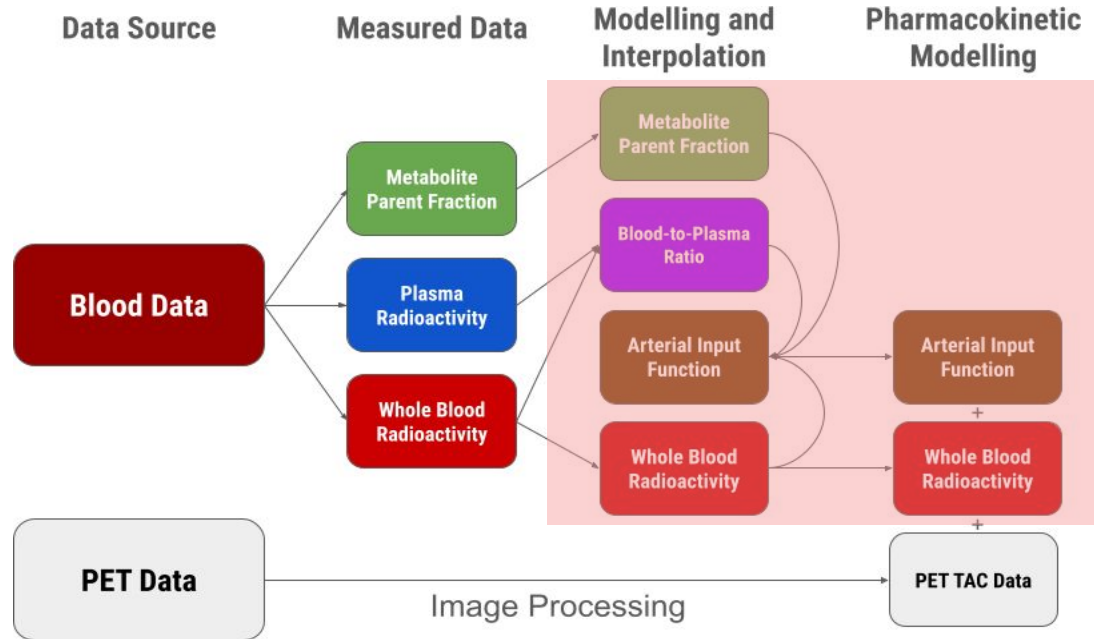 Data Source
Measured Data
Modelling and
Interpolation
Pharmacokinetic
Modelling
Blood Data
Metabolite
Parent Fraction
Plasma
Radioactivity
Whole Blood
Radioactivity
Metabolite
Parent Fraction
Blood-to-Plasma
Ratio
Arterial Input
Function
Whole Blood
Radioactivity
Arterial Input
Function
+
Whole Blood
Radioactivity
+
PET Data
Image Processing
PET TAC Data